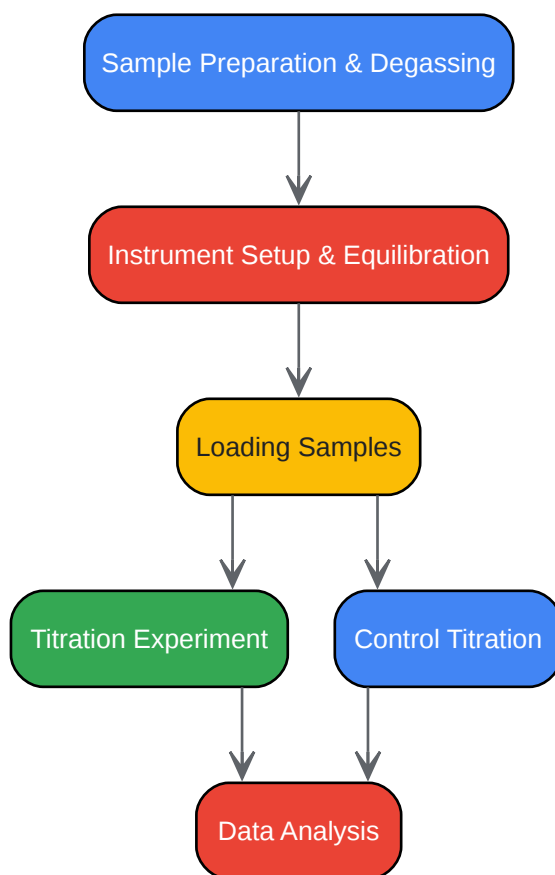 Sample Preparation & Degassing
Instrument Setup & Equilibration
Loading Samples
Titration Experiment
Control Titration
Data Analysis